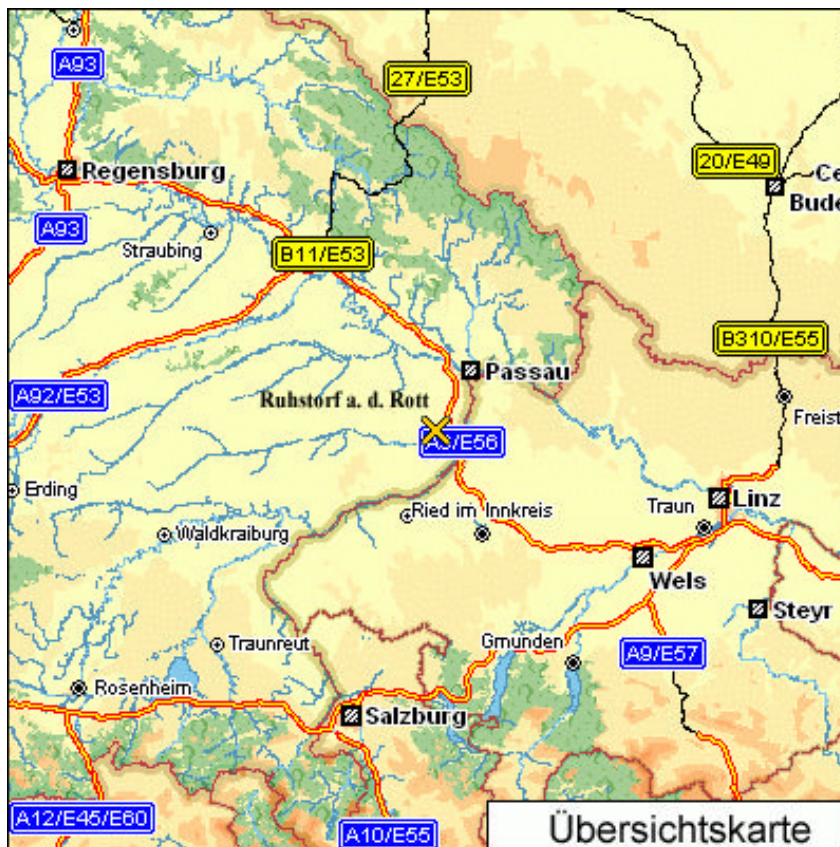 A93
27/E53
20/E49
Ce
Bude
Regensburg
A93
Straubing
B11/E53
B310/E55
Passau
A92/E53
Ruhstorf a. d. Rott
Freist
A3/E56
Erding
Linz
Traun
Ried im Innkreis
Waldkraiburg
Wels
Steyr
Traunreut
Gmunden
A9/E57
Rosenheim
Salzburg
A12/E45/E60
A10/E55
Übersichtskarte